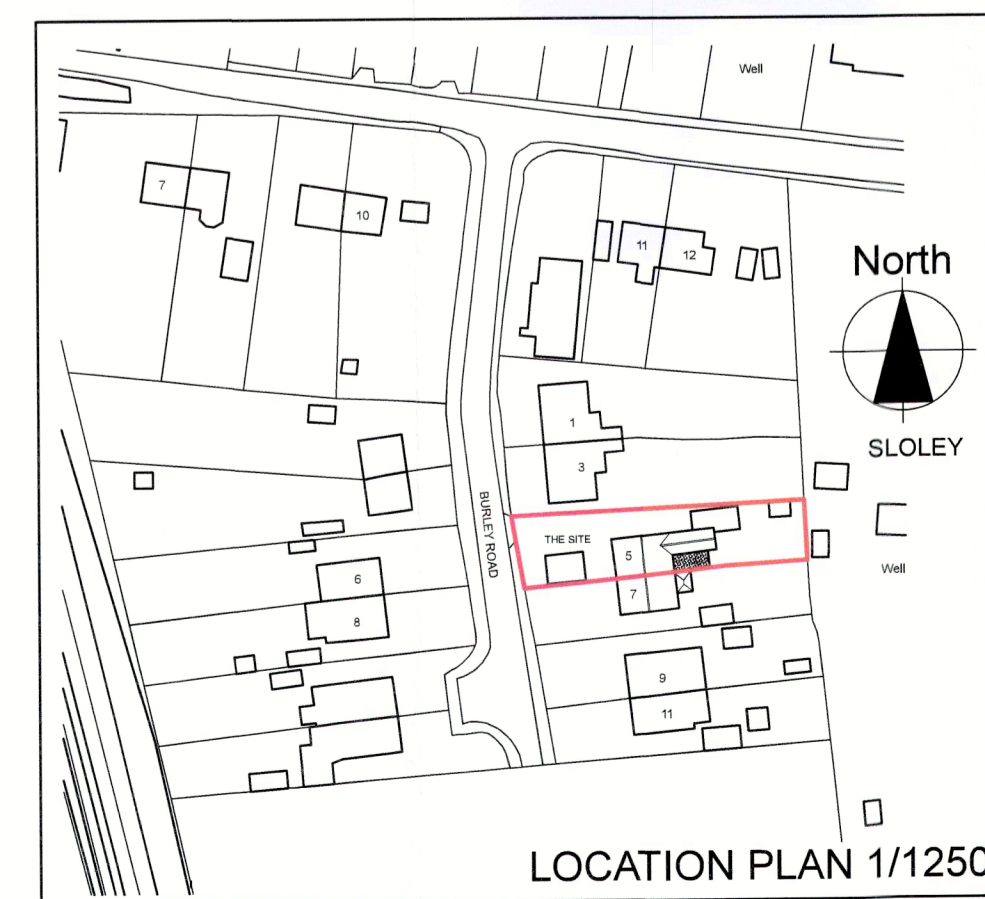 Well
7
10
11
12
North
SLOLEY
1
3
BURLEY ROAD
THE SITE
5
7
Well
6
8
9
11
LOCATION PLAN 1/1250